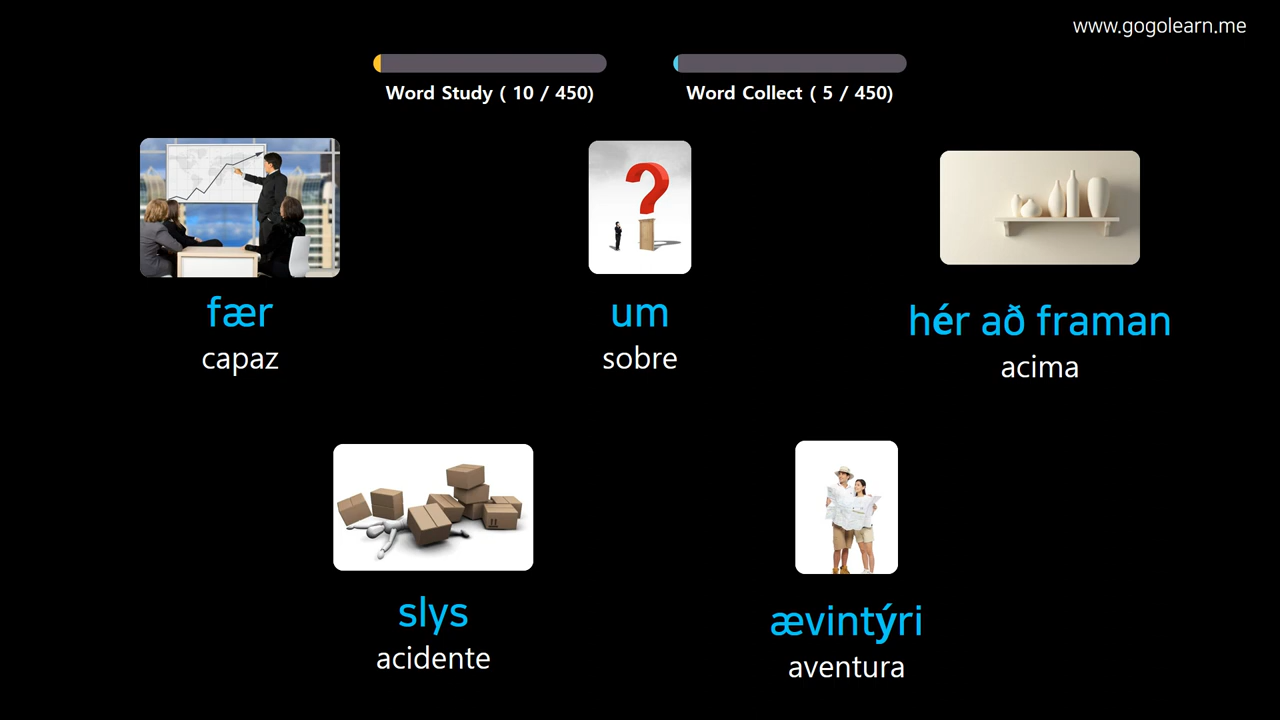 www.gogolearn.me
Word Study ( 10 / 450)
Word Collect ( 5 / 450)
fær
capaz
um
sobre
hér að framan
acima
slys
acidente
ævintýri
aventura